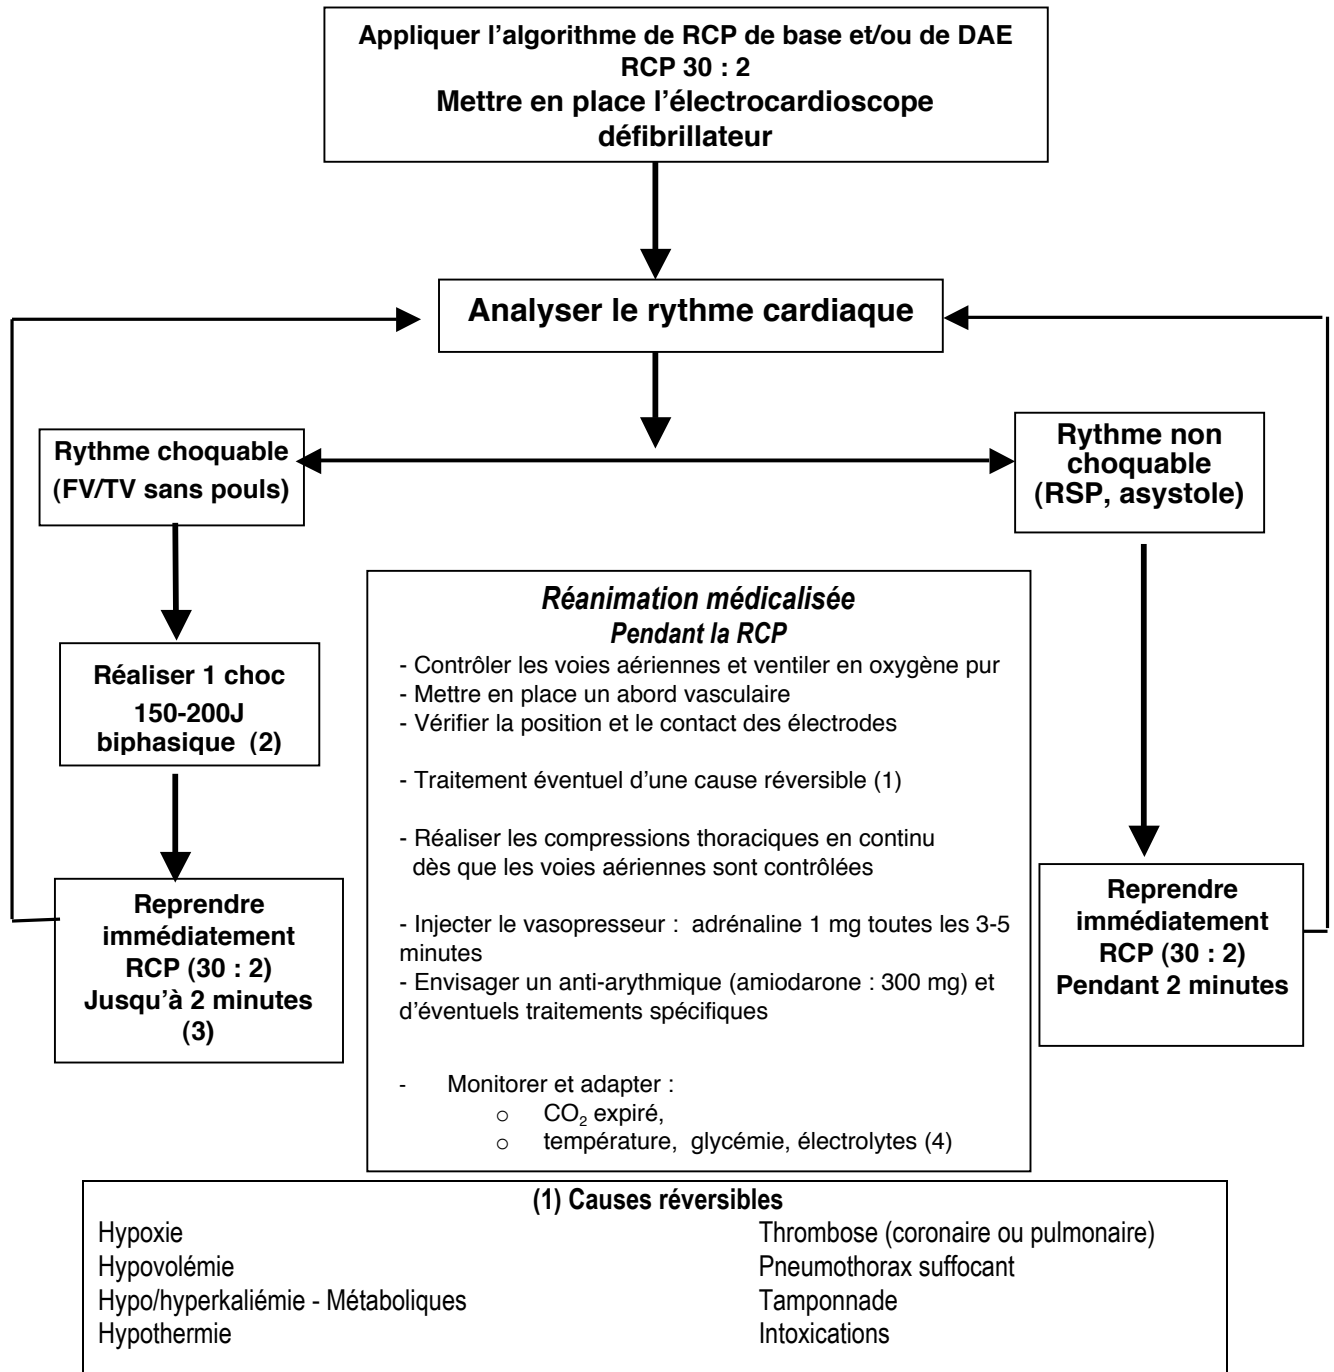 Appliquer l’algorithme de RCP de base et/ou de DAE
RCP 30 : 2
Mettre en place l’électrocardioscope
défibrillateur
Analyser le rythme cardiaque
Rythme choquable
(FV/TV sans pouls)
Rythme non
choquable
(RSP, asystole)
Réaliser 1 choc
150-200J
biphasique (2)
Reprendre
immédiatement
RCP (30 : 2)
Jusqu’à 2 minutes
(3)
Réanimation médicalisée
Pendant la RCP
- Contrôler les voies aériennes et ventiler en oxygène pur
- Mettre en place un abord vasculaire
- Vérifier la position et le contact des électrodes
- Traitement éventuel d’une cause réversible (1)
- Réaliser les compressions thoraciques en continu
dès que les voies aériennes sont contrôlées
- Injecter le vasopresseur : adrénaline 1 mg toutes les 3-5
minutes
- Envisager un anti-arythmique (amiodarone : 300 mg) et
d’éventuels traitements spécifiques
- Monitorer et adapter :
o CO₂ expiré,
o température, glycémie, électrolytes (4)
Reprendre
immédiatement
RCP (30 : 2)
Pendant 2 minutes
(1) Causes réversibles
Hypoxie
Hypovolémie
Hypo/hyperkaliémie - Métaboliques
Hypothermie
Thrombose (coronaire ou pulmonaire)
Pneumothorax suffocant
Tamponnade
Intoxications